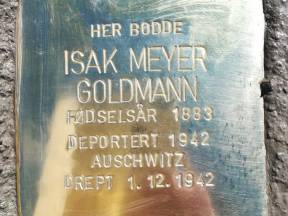 HER BODDE
ISAK MEYER
GOLDMANN
FØDSELSÅR 1883
DEPORTERT 1942
AUSCHWITZ
DREPT 1.12.1942